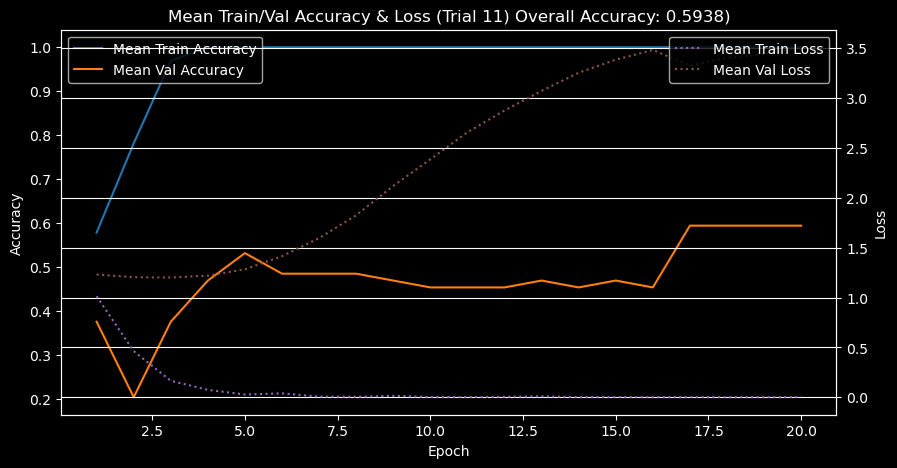 Mean Train/Val Accuracy & Loss (Trial 11) Overall Accuracy: 0.5938)
Mean Train Accuracy
Mean Val Accuracy
Mean Train Loss
Mean Val Loss
Accuracy
1.0
0.9
0.8
0.7
0.6
0.5
0.4
0.3
0.2
Loss
3.5
3.0
2.5
2.0
1.5
1.0
0.5
0.0
2.5 5.0 7.5 10.0 12.5 15.0 17.5 20.0
Epoch